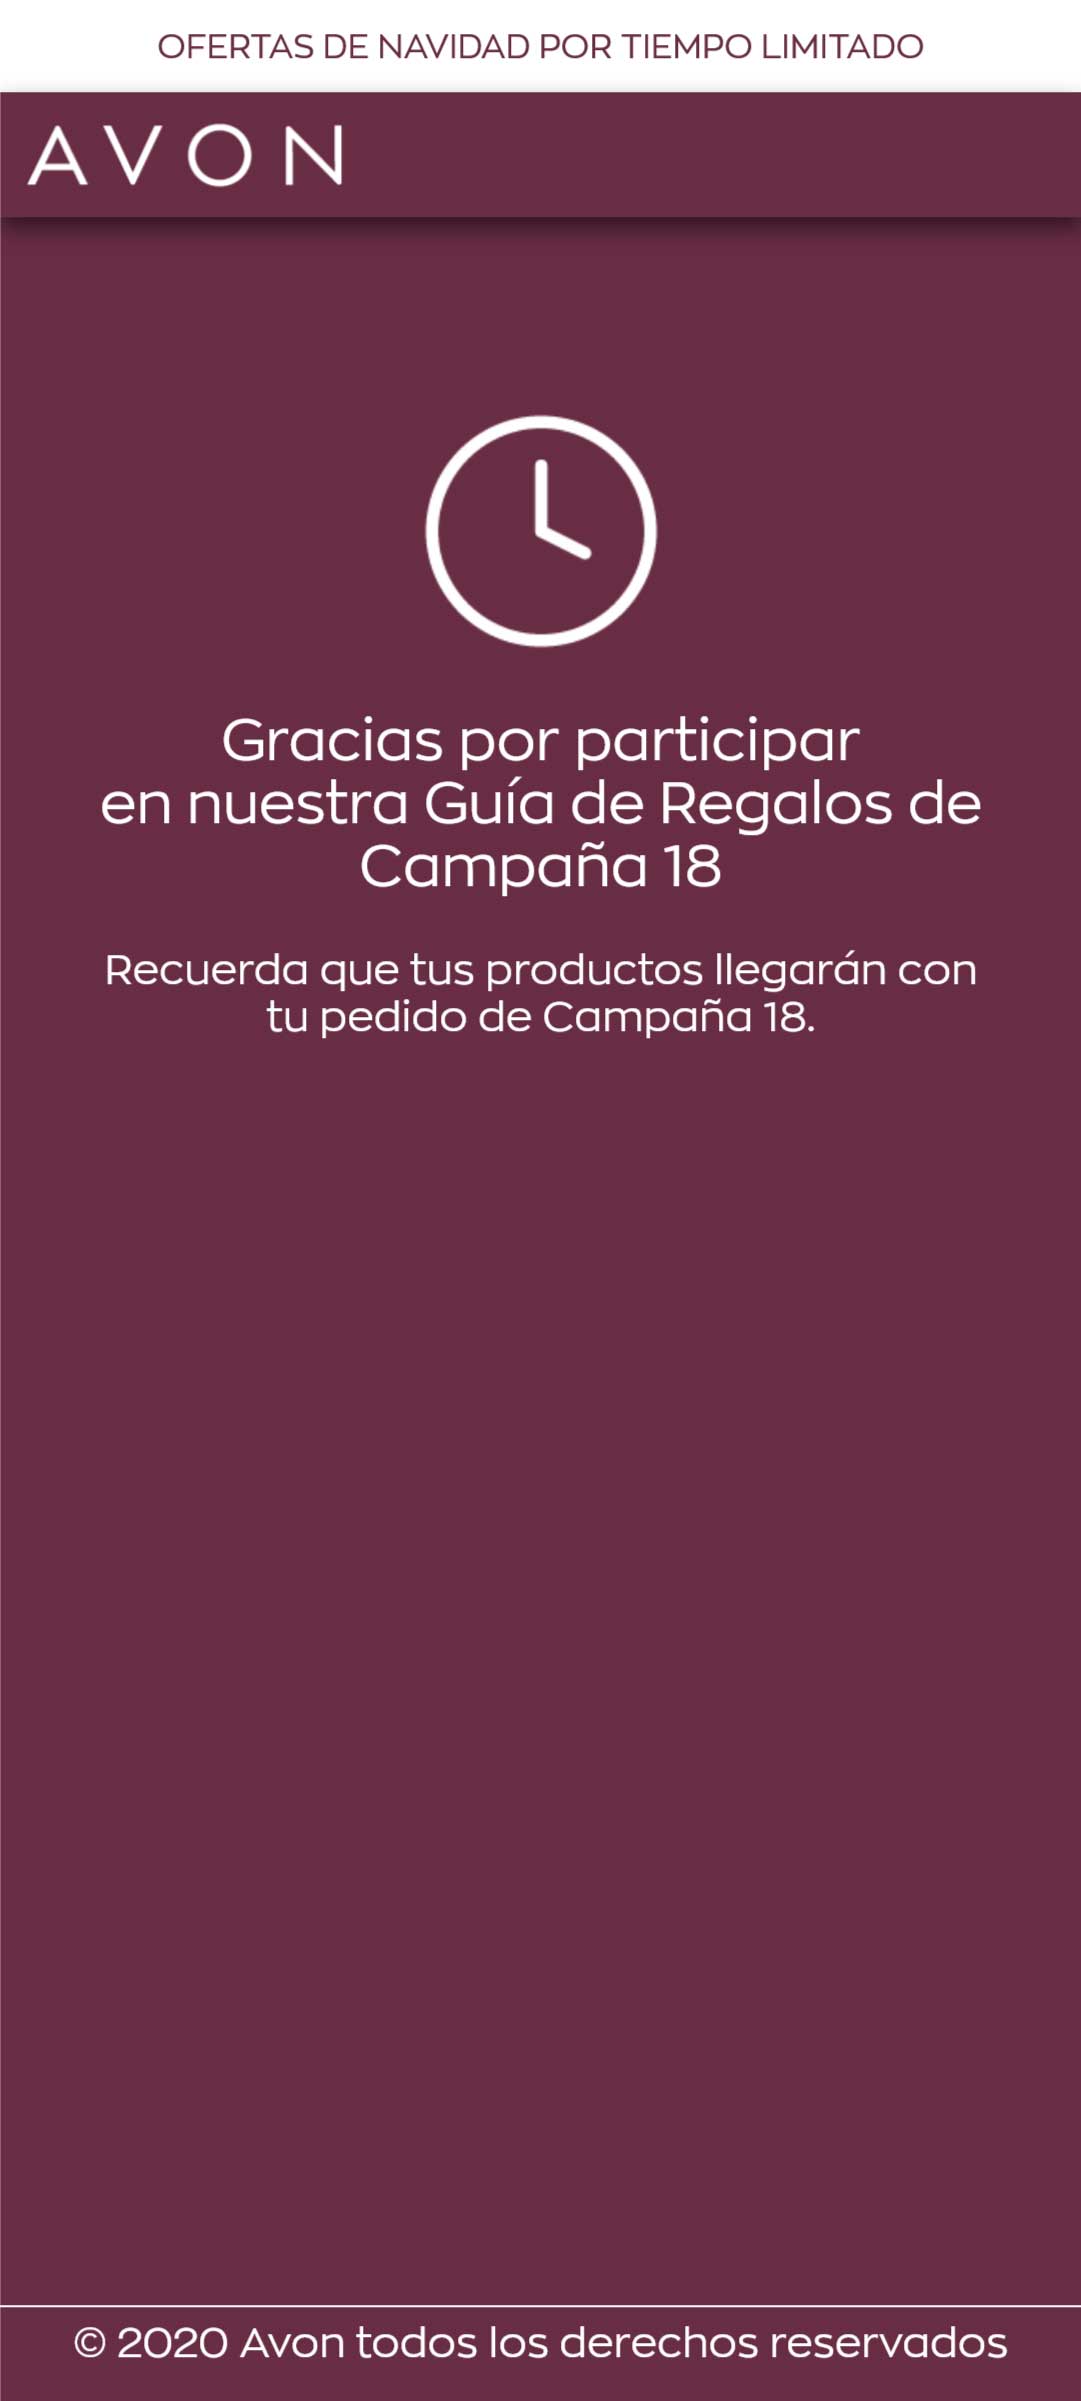 OFERTAS DE NAVIDAD POR TIEMPO LIMITADO
AVON
Gracias por participar
en nuestra Guía de Regalos de
Campaña 18
Recuerda que tus productos llegarán con
tu pedido de Campaña 18.
© 2020 Avon todos los derechos reservados